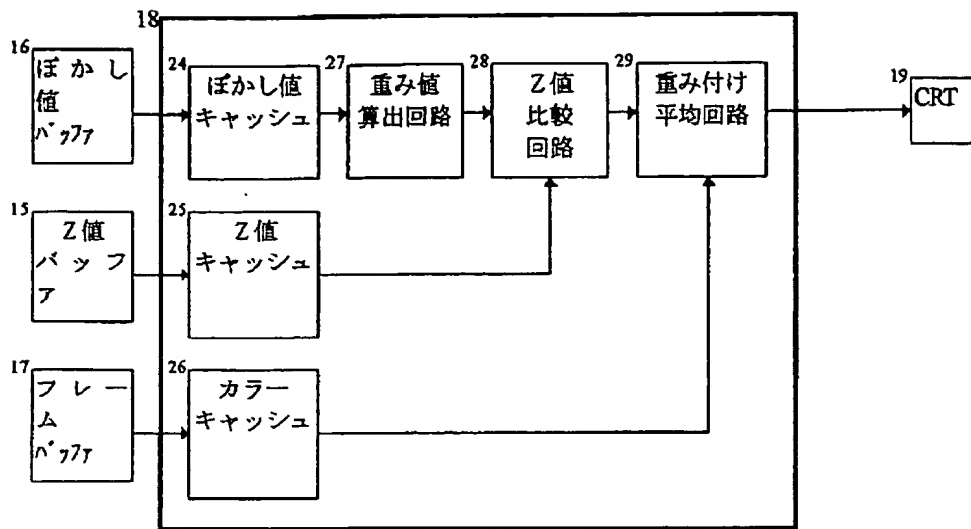 18
16
ぼかし
値
バッファ
24
ぼかし値
キャッシュ
27
重み値
算出回路
28
Z値
比較
回路
29
重み付け
平均回路
19
CRT
15
Z値
バッフ
ァ
25
Z値
キャッシュ
17
フレー
ム
バッファ
26
カラー
キャッシュ